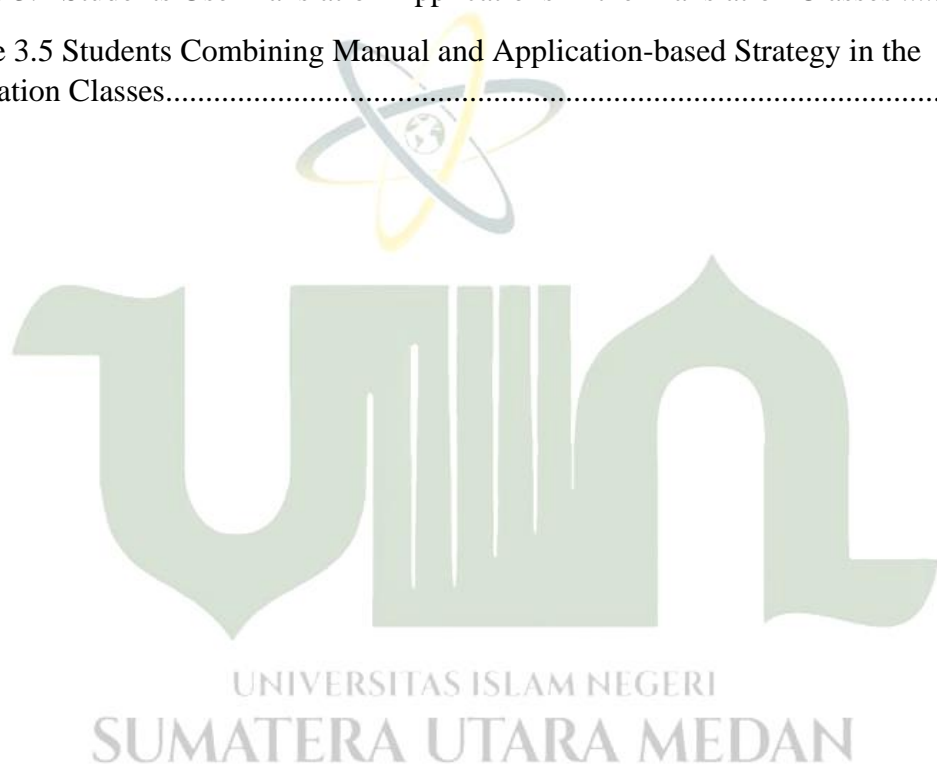 e 3.5 Students Combining Manual and Application-based Strategy in the
ation Classes....................................................................................
UIN
UNIVERSITAS ISLAM NEGERI
SUMATERA UTARA MEDAN